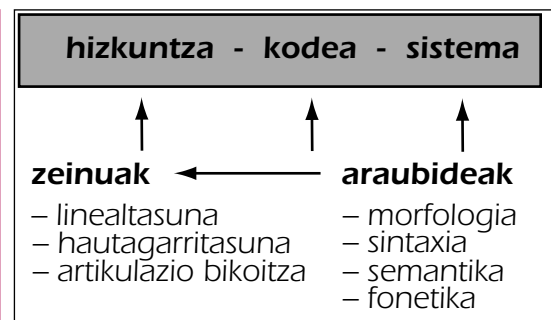 hizkuntza - kodea - sistema
zeinuak
– linealtasuna
– hautagarritasuna
– artikulazio bikoitza
araubideak
– morfologia
– sintaxia
– semantika
– fonetika